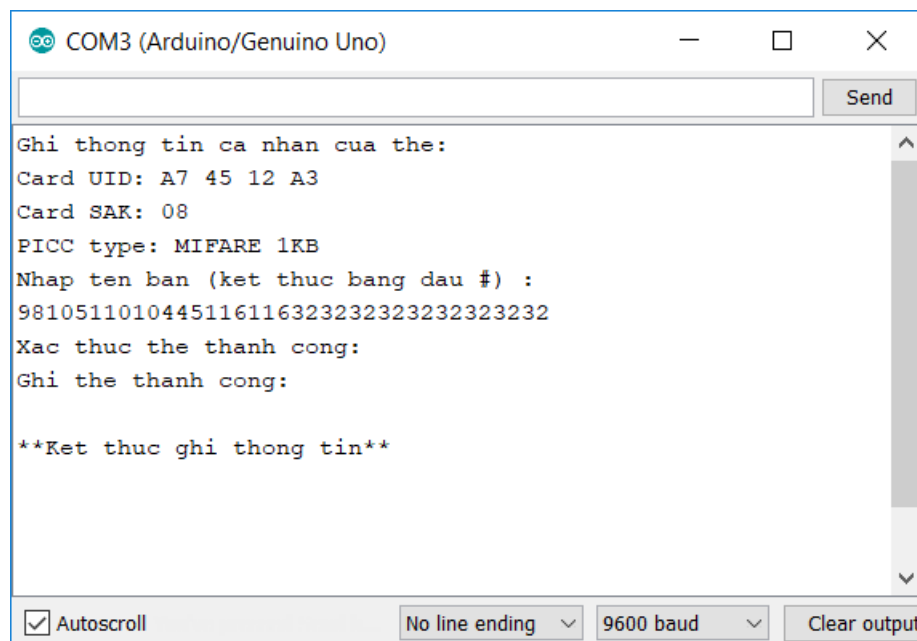 COM3 (Arduino/Genuino Uno)
Send
Ghi thong tin ca nhan cua the:
Card UID: A7 45 12 A3
Card SAK: 08
PICC type: MIFARE 1KB
Nhap ten ban (ket thuc bang dau #) :
981051101044511611632323232323232323232
Xac thuc the thanh cong:
Ghi the thanh cong:
**Ket thuc ghi thong tin**
Autoscroll
No line ending
9600 baud
Clear output